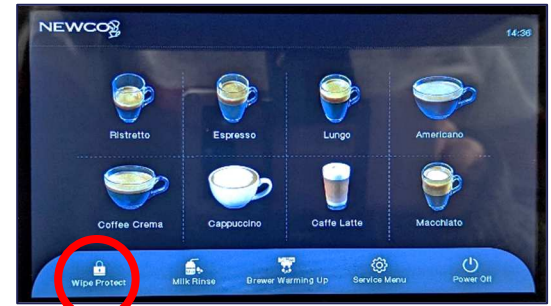 NEWCO
14:36
Ristretto
Espresso
Lungo
Americano
Coffee Crema
Cappuccino
Caffe Latte
Macchiato
Wipe Protect
Milk Rinse
Brewer Warming Up
Service Menu
Power Off